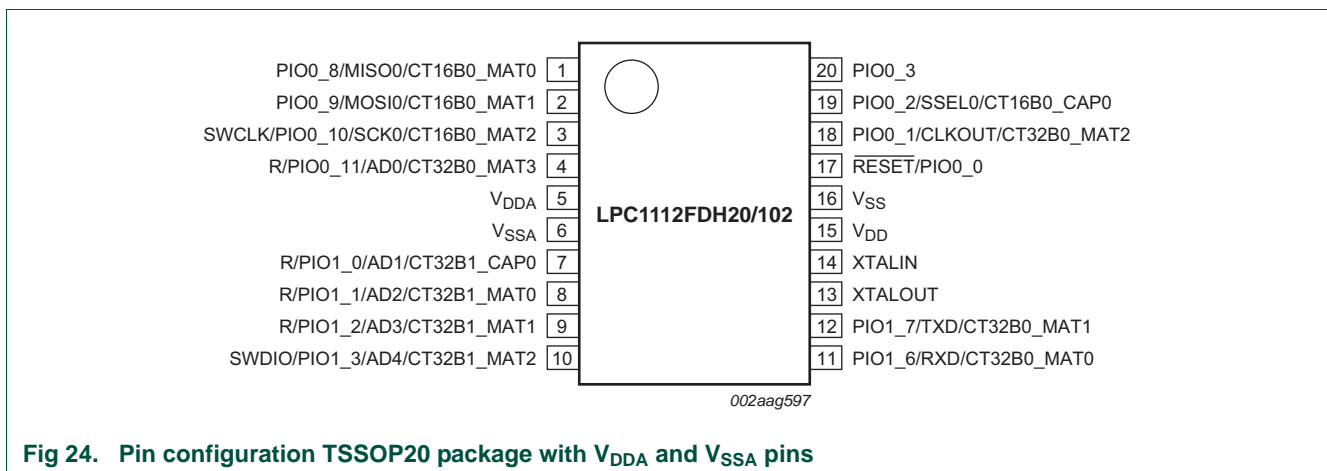 PIO0_8/MISO0/CT16B0_MAT0 1
PIO0_9/MOSI0/CT16B0_MAT1 2
SWCLK/PIO0_10/SCK0/CT16B0_MAT2 3
R/PIO0_11/AD0/CT32B0_MAT3 4
VDDA 5
VSSA 6
R/PIO1_0/AD1/CT32B1_CAP0 7
R/PIO1_1/AD2/CT32B1_MAT0 8
R/PIO1_2/AD3/CT32B1_MAT1 9
SWDIO/PIO1_3/AD4/CT32B1_MAT2 10
LPC1112FDH20/102
20 PIO0_3
19 PIO0_2/SSEL0/CT16B0_CAP0
18 PIO0_1/CLKOUT/CT32B0_MAT2
17 RESET/PIO0_0
16 VSS
15 VDD
14 XTALIN
13 XTALOUT
12 PIO1_7/TXD/CT32B0_MAT1
11 PIO1_6/RXD/CT32B0_MAT0
002aag597
Fig 24. Pin configuration TSSOP20 package with VDDA and VSSA pins